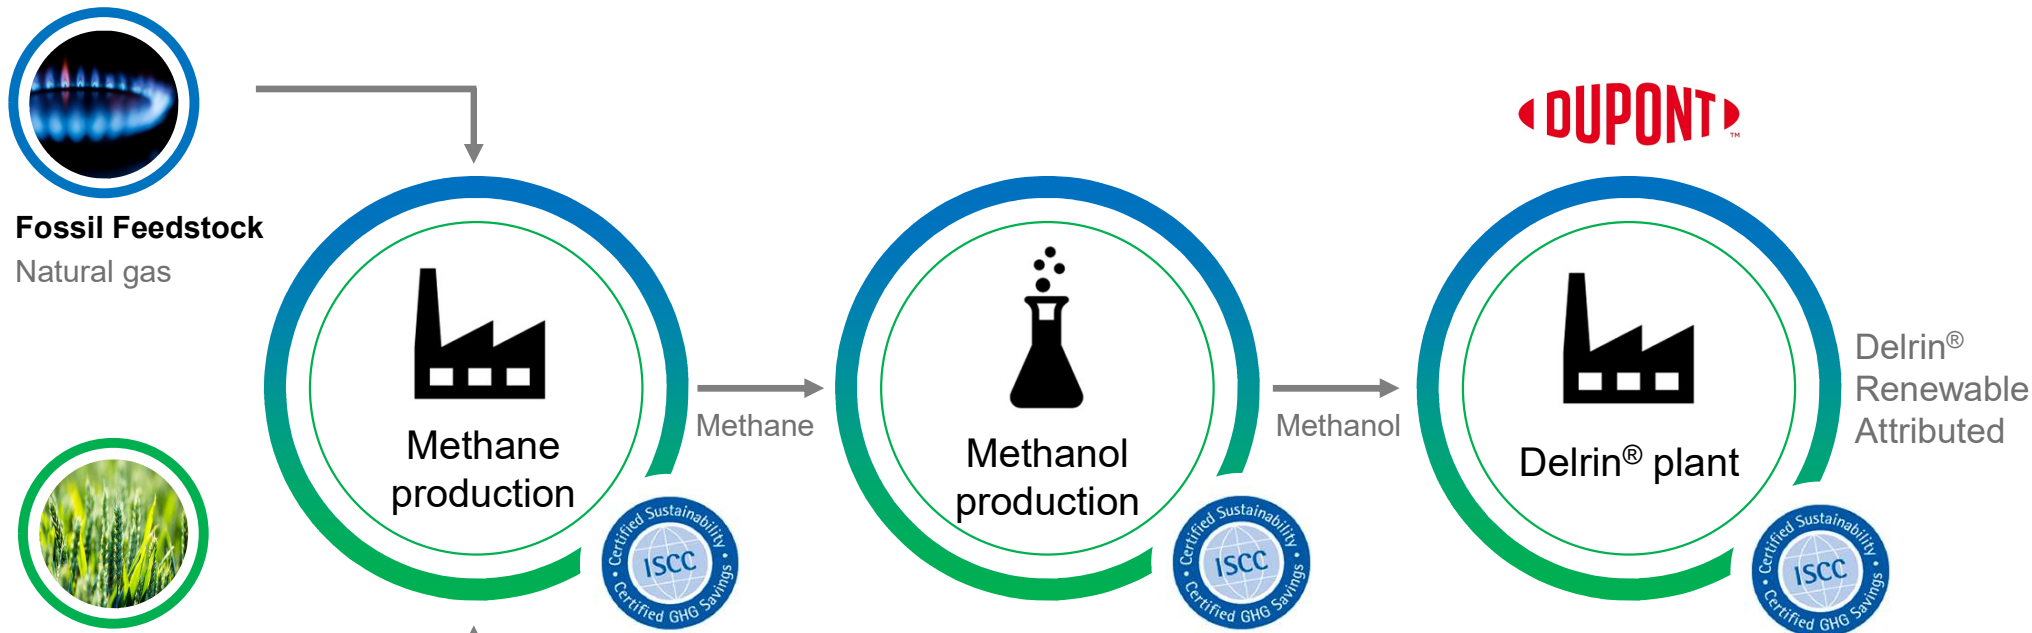 DUPONT™
Fossil Feedstock
Natural gas
Methane
production
Methane
Methanol
production
Methanol
Delrin® plant
Delrin®
Renewable
Attributed
• Certified Sustainability •
ISCC
Certified GHG Savings
• Certified Sustainability •
ISCC
Certified GHG Savings
• Certified Sustainability •
ISCC
Certified GHG Savings